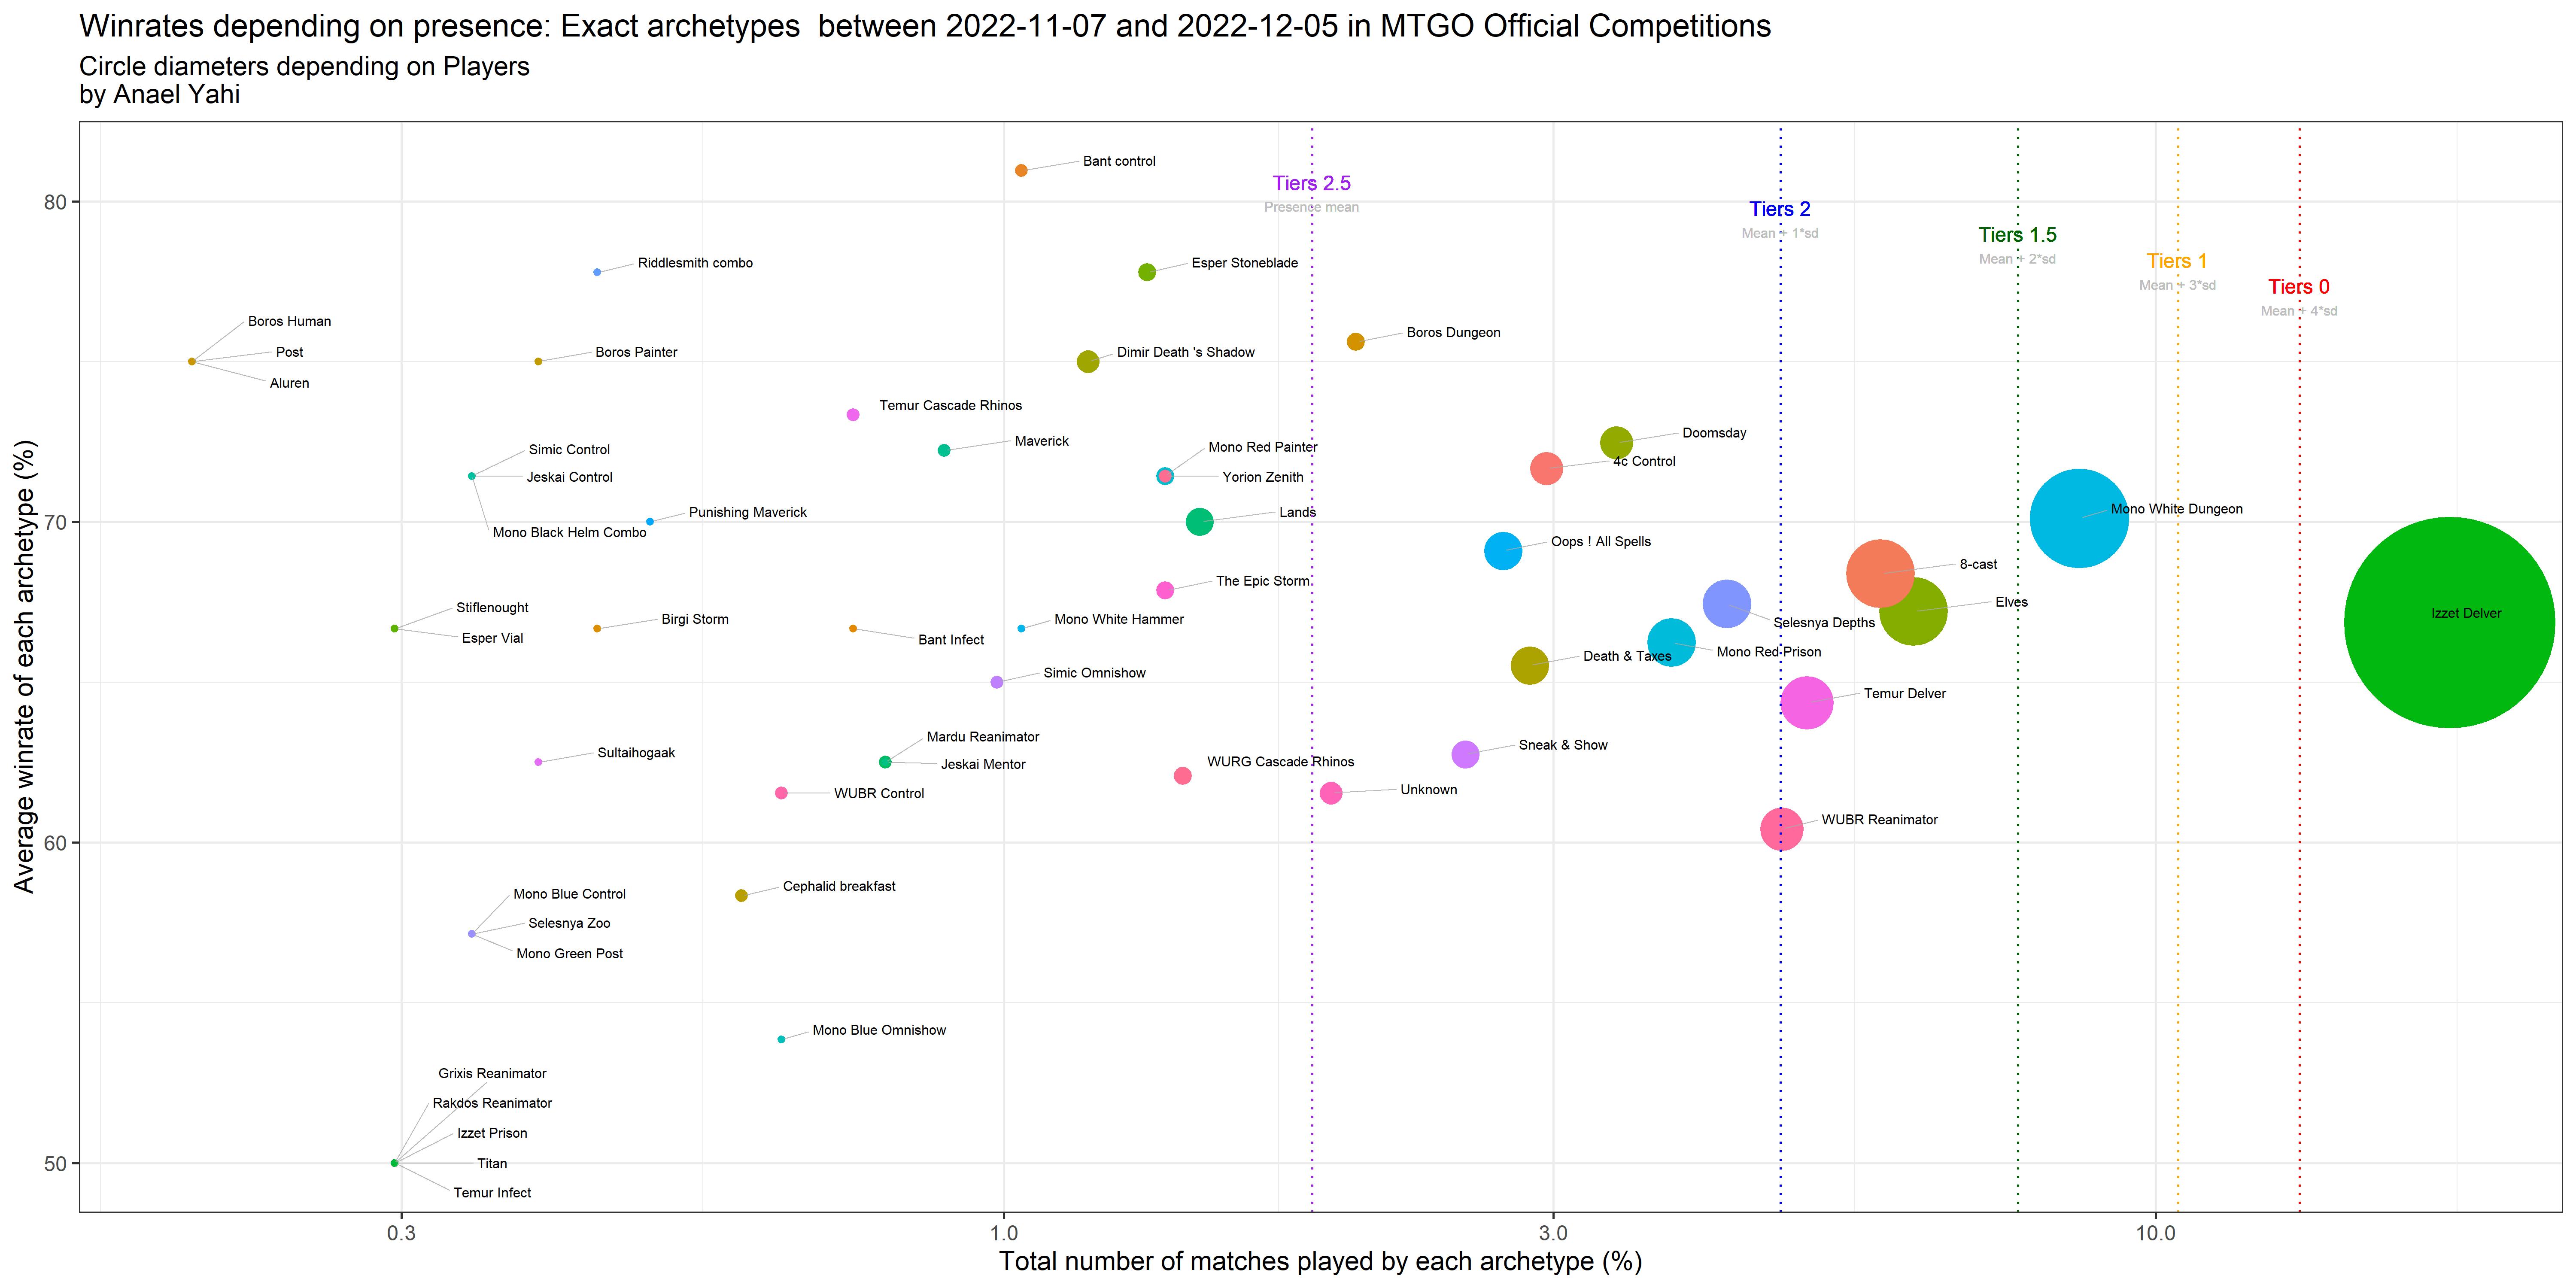 Winrates depending on presence: Exact archetypes  between 2022-11-07 and 2022-12-05 in MTGO Official Competitions
Circle diameters depending on Players
by Anael Yahi
Average winrate of each archetype (%)
80
70
60
50
Bant control
Tiers 2.5
Presence mean
Tiers 2
Mean + 1*sd
Tiers 1.5
Mean + 2*sd
Tiers 1
Mean + 3*sd
Tiers 0
Mean + 4*sd
Riddlesmith combo
Esper Stoneblade
Boros Human
Post
Aluren
Boros Painter
Dimir Death 's Shadow
Boros Dungeon
Temur Cascade Rhinos
Maverick
Simic Control
Jeskai Control
Mono Black Helm Combo
Mono Red Painter
Yorion Zenith
Doomsday
4c Control
Punishing Maverick
Lands
Mono White Dungeon
Oops ! All Spells
8-cast
The Epic Storm
Elves
Izzet Delver
Stiflenought
Esper Vial
Birgi Storm
Bant Infect
Mono White Hammer
Selesnya Depths
Mono Red Prison
Death & Taxes
Simic Omnishow
Temur Delver
Mardu Reanimator
Jeskai Mentor
Sultaihogaak
Sneak & Show
WURG Cascade Rhinos
Unknown
WUBR Control
WUBR Reanimator
Cephalid breakfast
Mono Blue Control
Selesnya Zoo
Mono Green Post
Mono Blue Omnishow
Grixis Reanimator
Rakdos Reanimator
Izzet Prison
Titan
Temur Infect
0.3
1.0
3.0
10.0
Total number of matches played by each archetype (%)